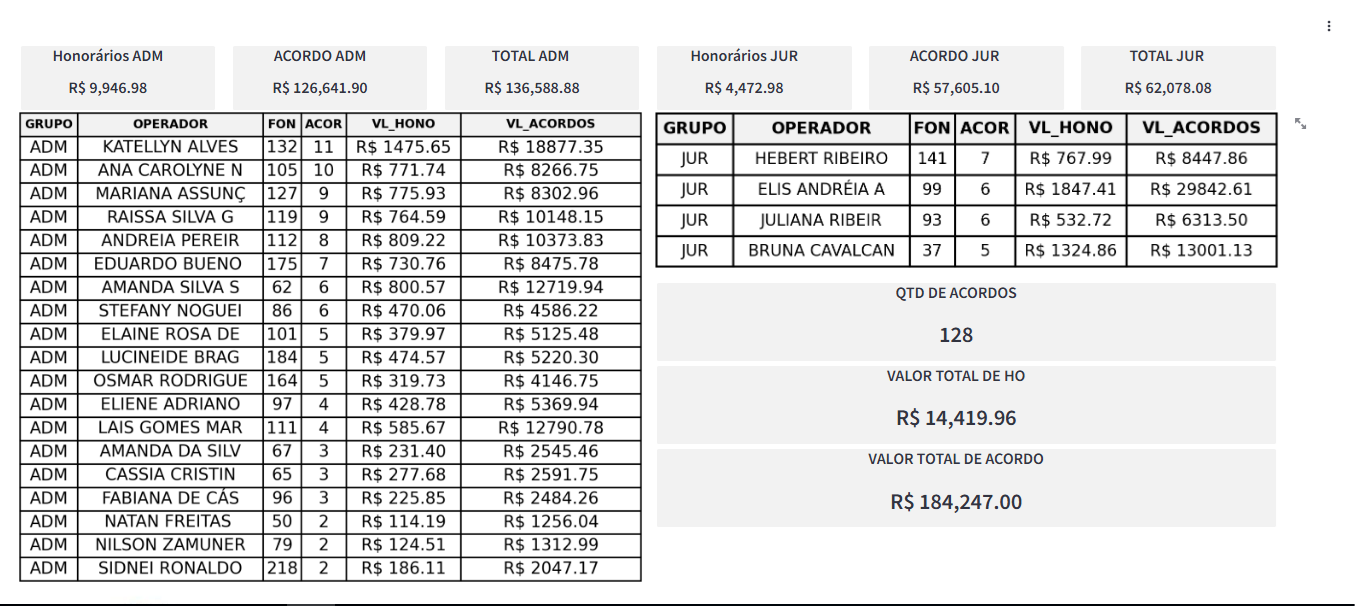 Honorários ADM
R$ 9,946.98
ACORDO ADM
R$ 126,641.90
TOTAL ADM
R$ 136,588.88
Honorários JUR
R$ 4,472.98
ACORDO JUR
R$ 57,605.10
TOTAL JUR
R$ 62,078.08
GRUPO OPERADOR FON ACOR VL_HONO VL_ACORDOS
ADM KATELLYN ALVES 132 11 R$ 1475.65 R$ 18877.35
ADM ANA CAROLYNE N 105 10 R$ 771.74 R$ 8266.75
ADM MARIANA ASSUNÇ 127 9 R$ 775.93 R$ 8302.96
ADM RAISSA SILVA G 119 9 R$ 764.59 R$ 10148.15
ADM ANDREIA PEREIR 112 8 R$ 809.22 R$ 10373.83
ADM EDUARDO BUENO 175 7 R$ 730.76 R$ 8475.78
ADM AMANDA SILVA S 62 6 R$ 800.57 R$ 12719.94
ADM STEFANY NOGUEI 86 6 R$ 470.06 R$ 4586.22
ADM ELAINE ROSA DE 101 5 R$ 379.97 R$ 5125.48
ADM LUCINEIDE BRAG 184 5 R$ 474.57 R$ 5220.30
ADM OSMAR RODRIGUE 164 5 R$ 319.73 R$ 4146.75
ADM ELIENE ADRIANO 97 4 R$ 428.78 R$ 5369.94
ADM LAIS GOMES MAR 111 4 R$ 585.67 R$ 12790.78
ADM AMANDA DA SILV 67 3 R$ 231.40 R$ 2545.46
ADM CASSIA CRISTIN 65 3 R$ 277.68 R$ 2591.75
ADM FABIANA DE CÁS 96 3 R$ 225.85 R$ 2484.26
ADM NATAN FREITAS 50 2 R$ 114.19 R$ 1256.04
ADM NILSON ZAMUNER 79 2 R$ 124.51 R$ 1312.99
ADM SIDNEI RONALDO 218 2 R$ 186.11 R$ 2047.17
GRUPO OPERADOR FON ACOR VL_HONO VL_ACORDOS
JUR HEBERT RIBEIRO 141 7 R$ 767.99 R$ 8447.86
JUR ELIS ANDRÉIA A 99 6 R$ 1847.41 R$ 29842.61
JUR JULIANA RIBEIR 93 6 R$ 532.72 R$ 6313.50
JUR BRUNA CAVALCAN 37 5 R$ 1324.86 R$ 13001.13
QTD DE ACORDOS
128
VALOR TOTAL DE HO
R$ 14,419.96
VALOR TOTAL DE ACORDO
R$ 184,247.00